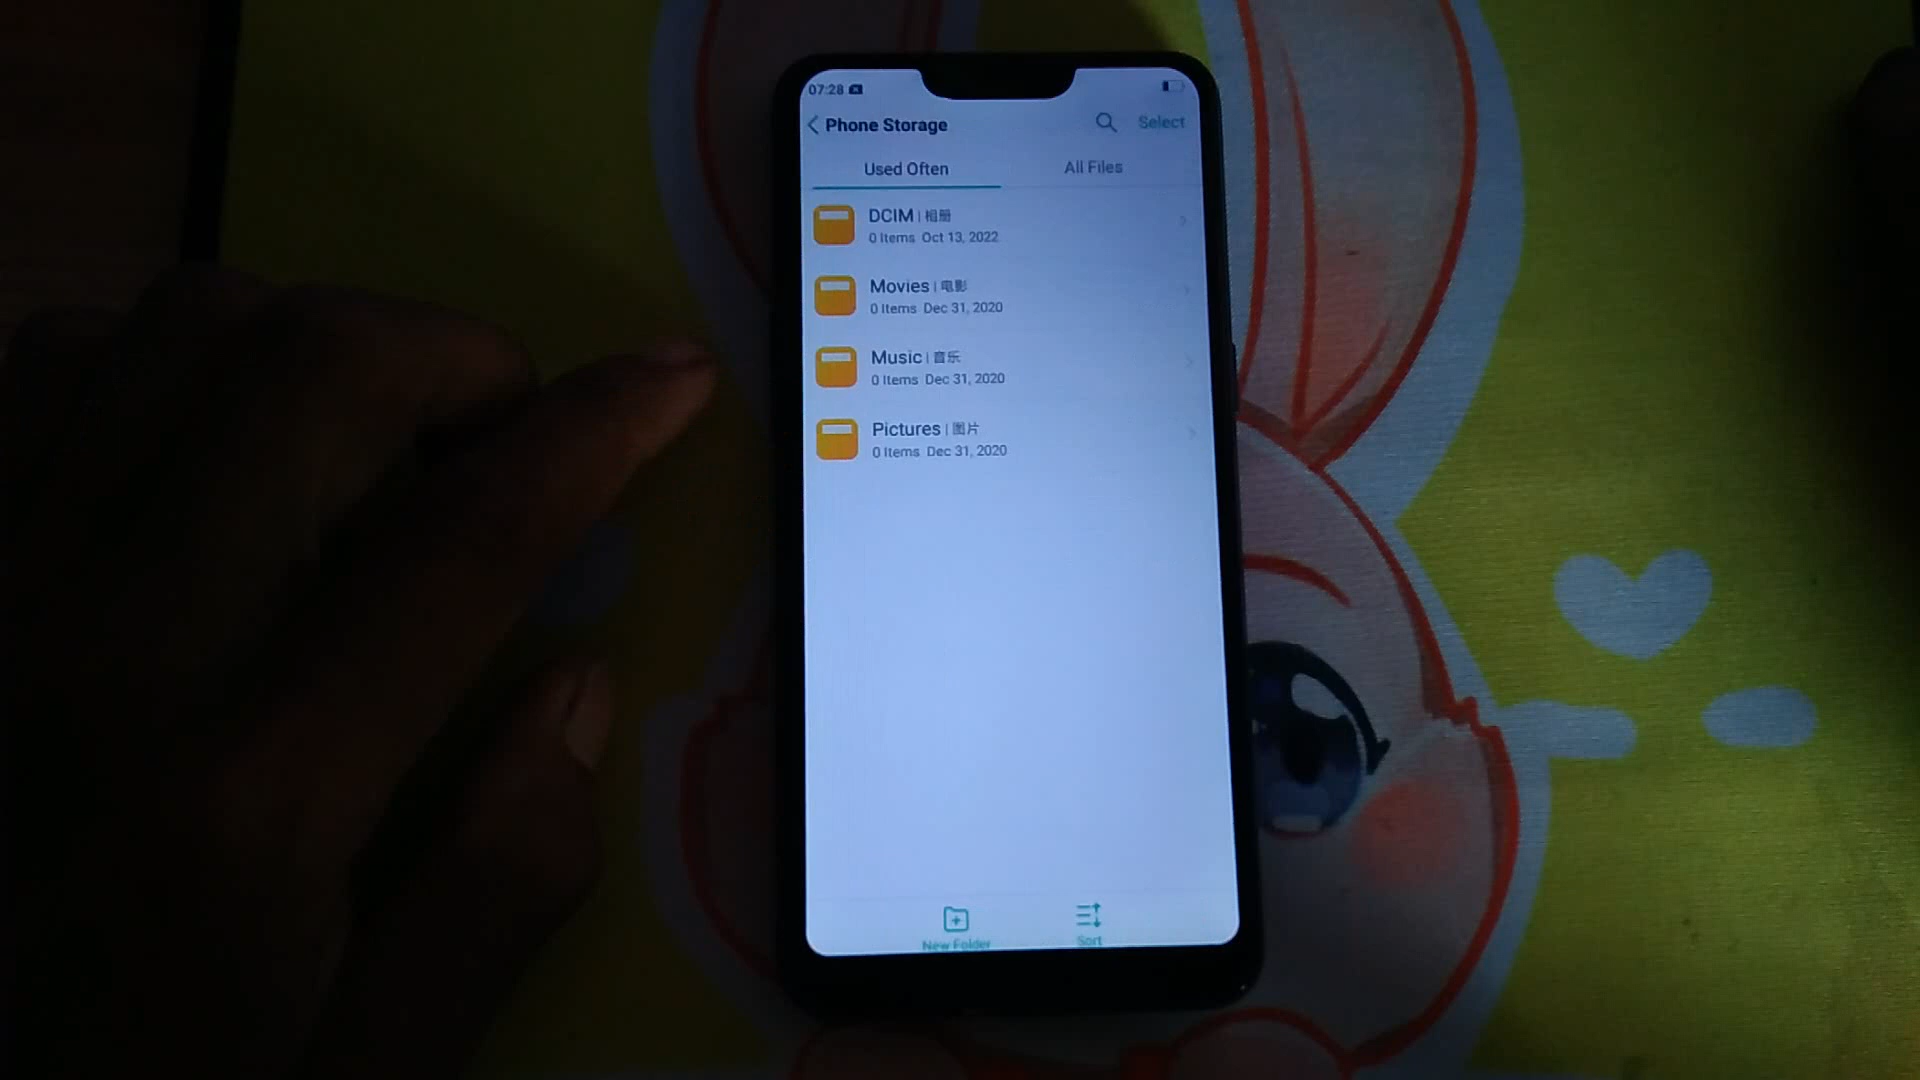 07:28
Phone Storage
Select
Used Often
All Files
DCIM | 相册
0 Items Oct 13, 2022
Movies | 电影
0 Items Dec 31, 2020
Music | 音乐
0 Items Dec 31, 2020
Pictures | 图片
0 Items Dec 31, 2020
New Folder
Sort